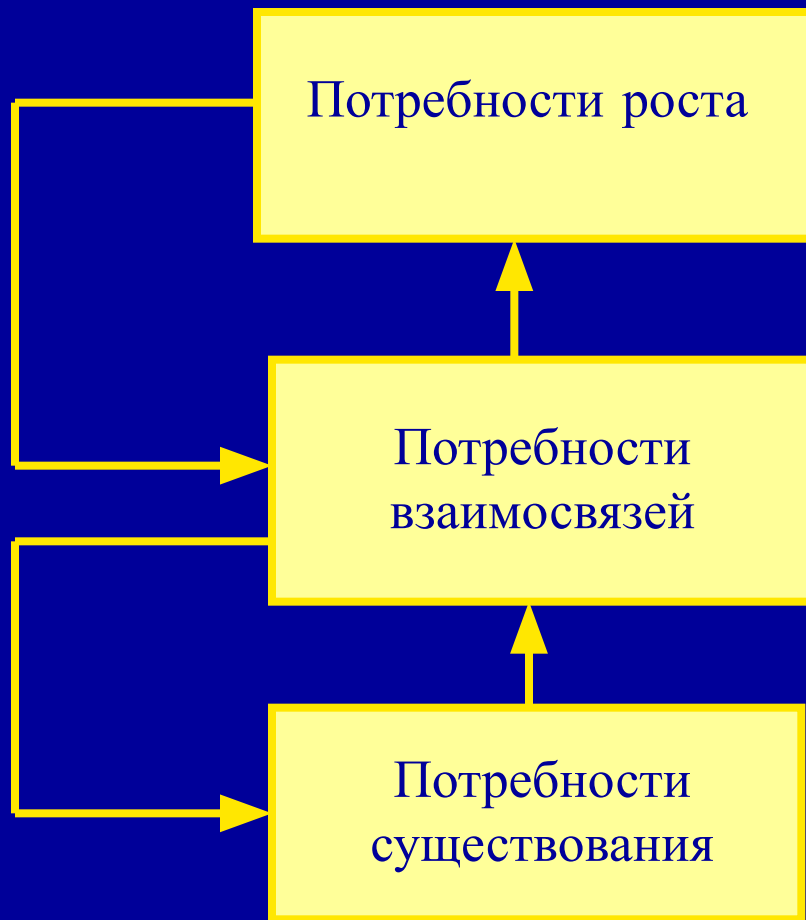 Потребности роста
Потребности
взаимосвязей
Потребности
существования